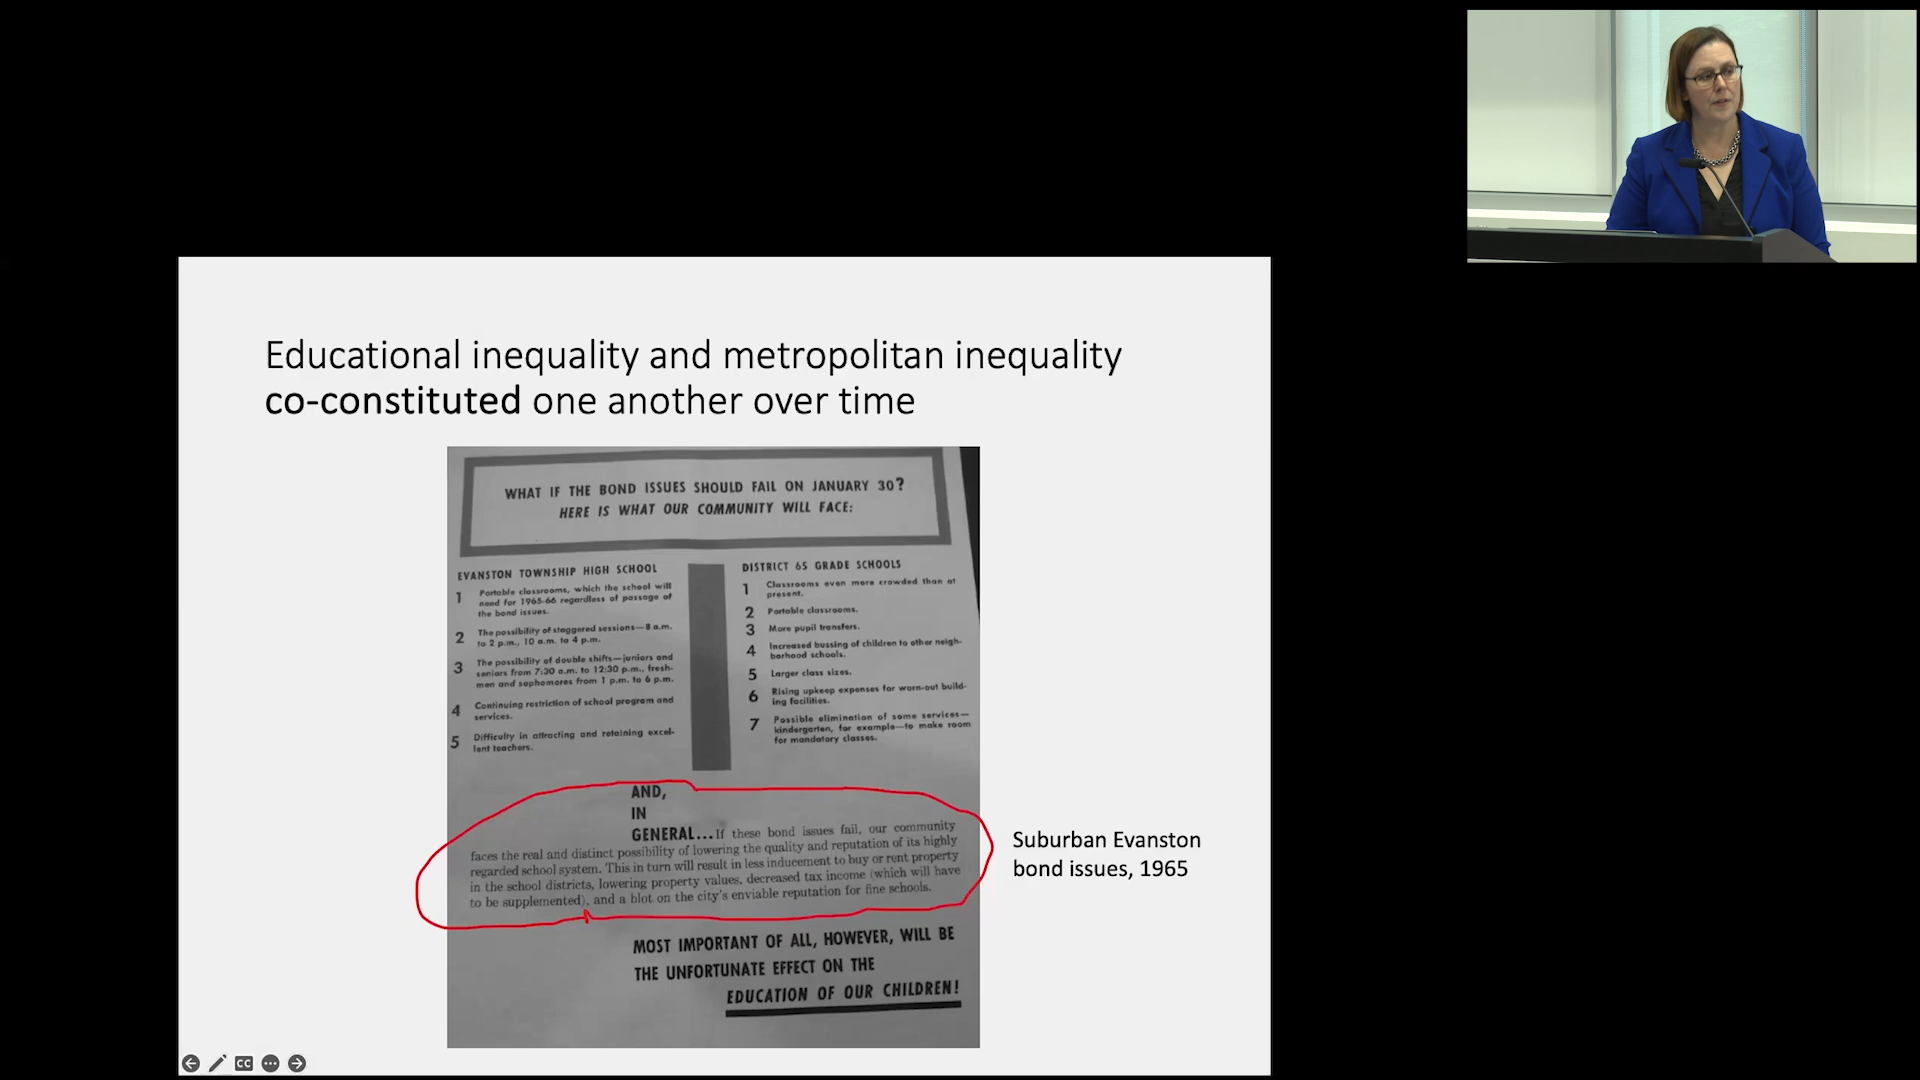 Educational inequality and metropolitan inequality
co-constituted one another over time
WHAT IF THE BOND ISSUES SHOULD FAIL ON JANUARY 30?
HERE IS WHAT OUR COMMUNITY WILL FACE:
EVANSTON TOWNSHIP HIGH SCHOOL
1 Portable classrooms, which the school will
need for 1965-66 regardless of passage of
the bond issues.
2 The possibility of staggered sessions—8 a.m.
to 2 p.m., 10 a.m. to 4 p.m.
3 The possibility of double shifts—juniors and
seniors from 7:30 a.m. to 12:30 p.m., fresh-
men and sophomores from 1 p.m. to 6 p.m.
4 Continuing restriction of school program and
services.
5 Difficulty in attracting and retaining excel-
lent teachers.
DISTRICT 65 GRADE SCHOOLS
1 Classrooms even more crowded than at
present.
2 Portable classrooms.
3 More pupil transfers.
4 Increased bussing of children to other neigh-
borhood schools.
5 Larger class sizes.
6 Rising upkeep expenses for worn-out build-
ing facilities.
7 Possible elimination of some services—
kindergarten, for example—to make room
for mandatory classes.
AND,
IN
GENERAL...If these bond issues fail, our community
faces the real and distinct possibility of lowering the quality and reputation of its highly
regarded school system. This in turn will result in less inducement to buy or rent property
in the school districts, lowering property values, decreased tax income (which will have
to be supplemented), and a blot on the city's enviable reputation for fine schools.
MOST IMPORTANT OF ALL, HOWEVER, WILL BE
THE UNFORTUNATE EFFECT ON THE
EDUCATION OF OUR CHILDREN!
Suburban Evanston
bond issues, 1965
CC